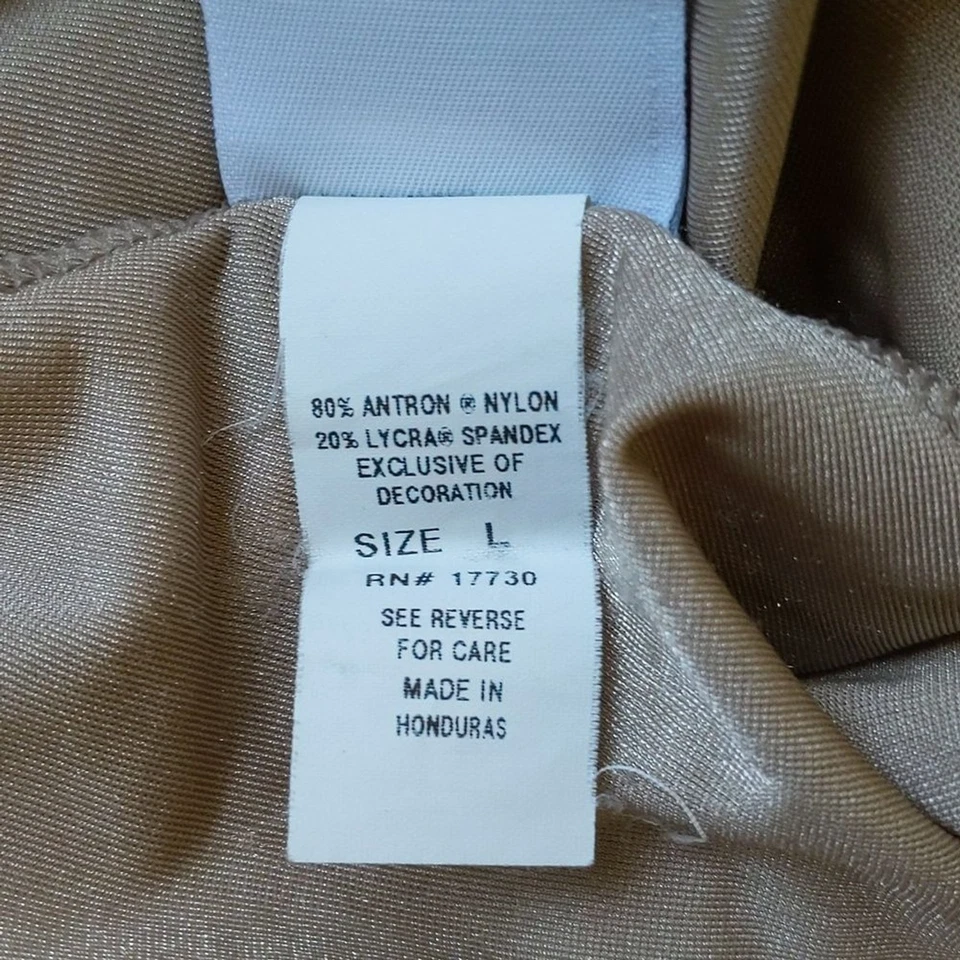 80% ANTRON ® NYLON
20% LYCRA® SPANDEX
EXCLUSIVE OF
DECORATION
SIZE L
RN# 17730
SEE REVERSE
FOR CARE
MADE IN
HONDURAS